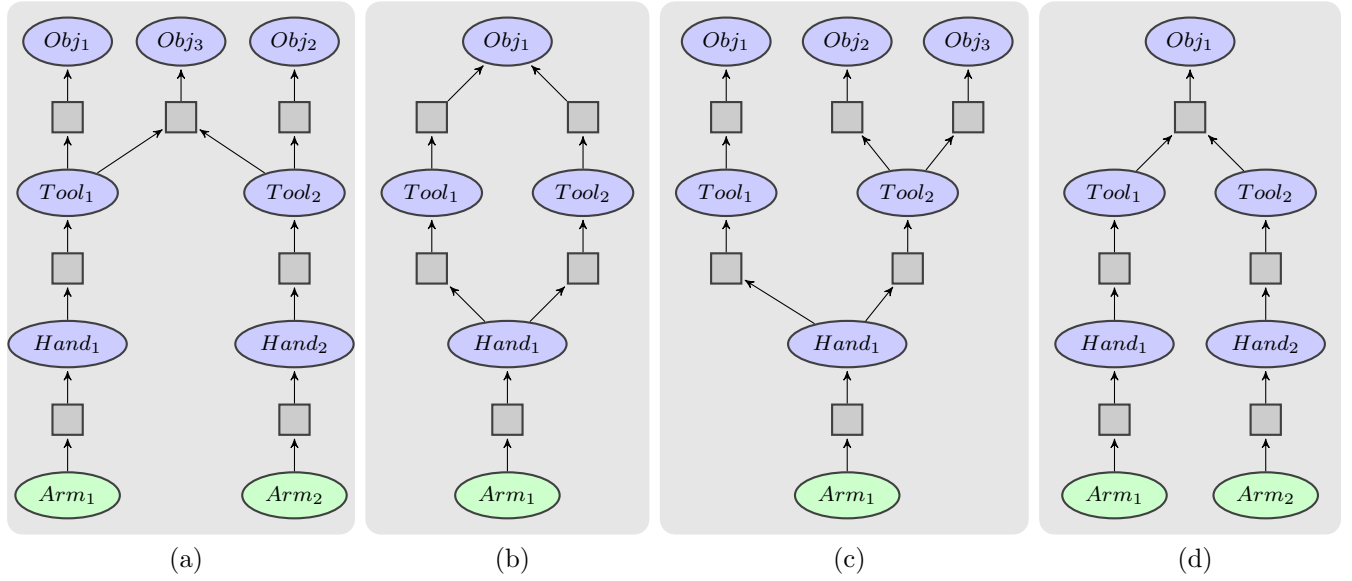 Obj₁ Obj₃ Obj₂ Obj₁ Obj₁ Obj₂ Obj₃ Obj₁
Tool₁ Tool₂ Tool₁ Tool₂ Tool₁ Tool₂ Tool₁ Tool₂
Hand₁ Hand₂ Hand₁ Hand₁ Hand₁ Hand₂
Arm₁ Arm₂ Arm₁ Arm₁ Arm₁ Arm₂
(a) (b) (c) (d)